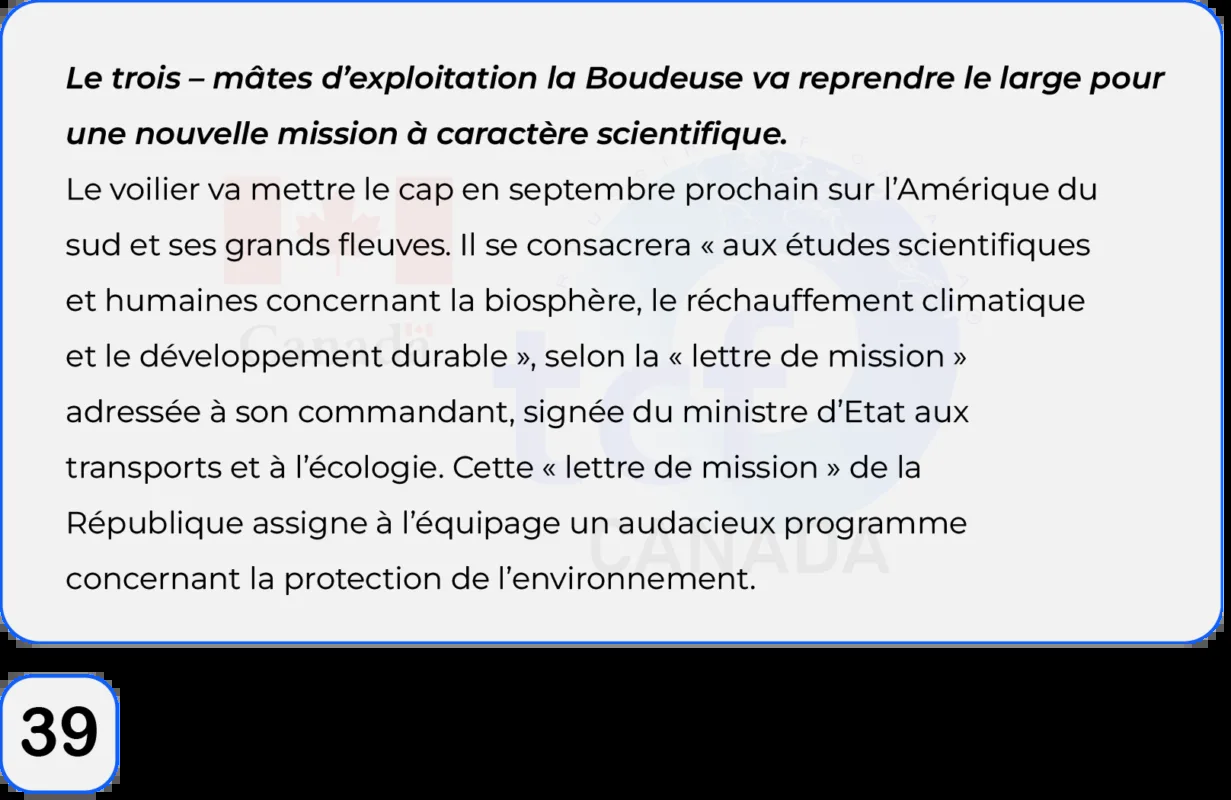 Le trois – mâtes d’exploitation la Boudeuse va reprendre le large pour
une nouvelle mission à caractère scientifique.
Le voilier va mettre le cap en septembre prochain sur l’Amérique du
sud et ses grands fleuves. Il se consacrera « aux études scientifiques
et humaines concernant la biosphère, le réchauffement climatique
et le développement durable », selon la « lettre de mission »
adressée à son commandant, signée du ministre d’Etat aux
transports et à l’écologie. Cette « lettre de mission » de la
République assigne à l’équipage un audacieux programme
concernant la protection de l’environnement.
Canada
tcf
CANADA
39